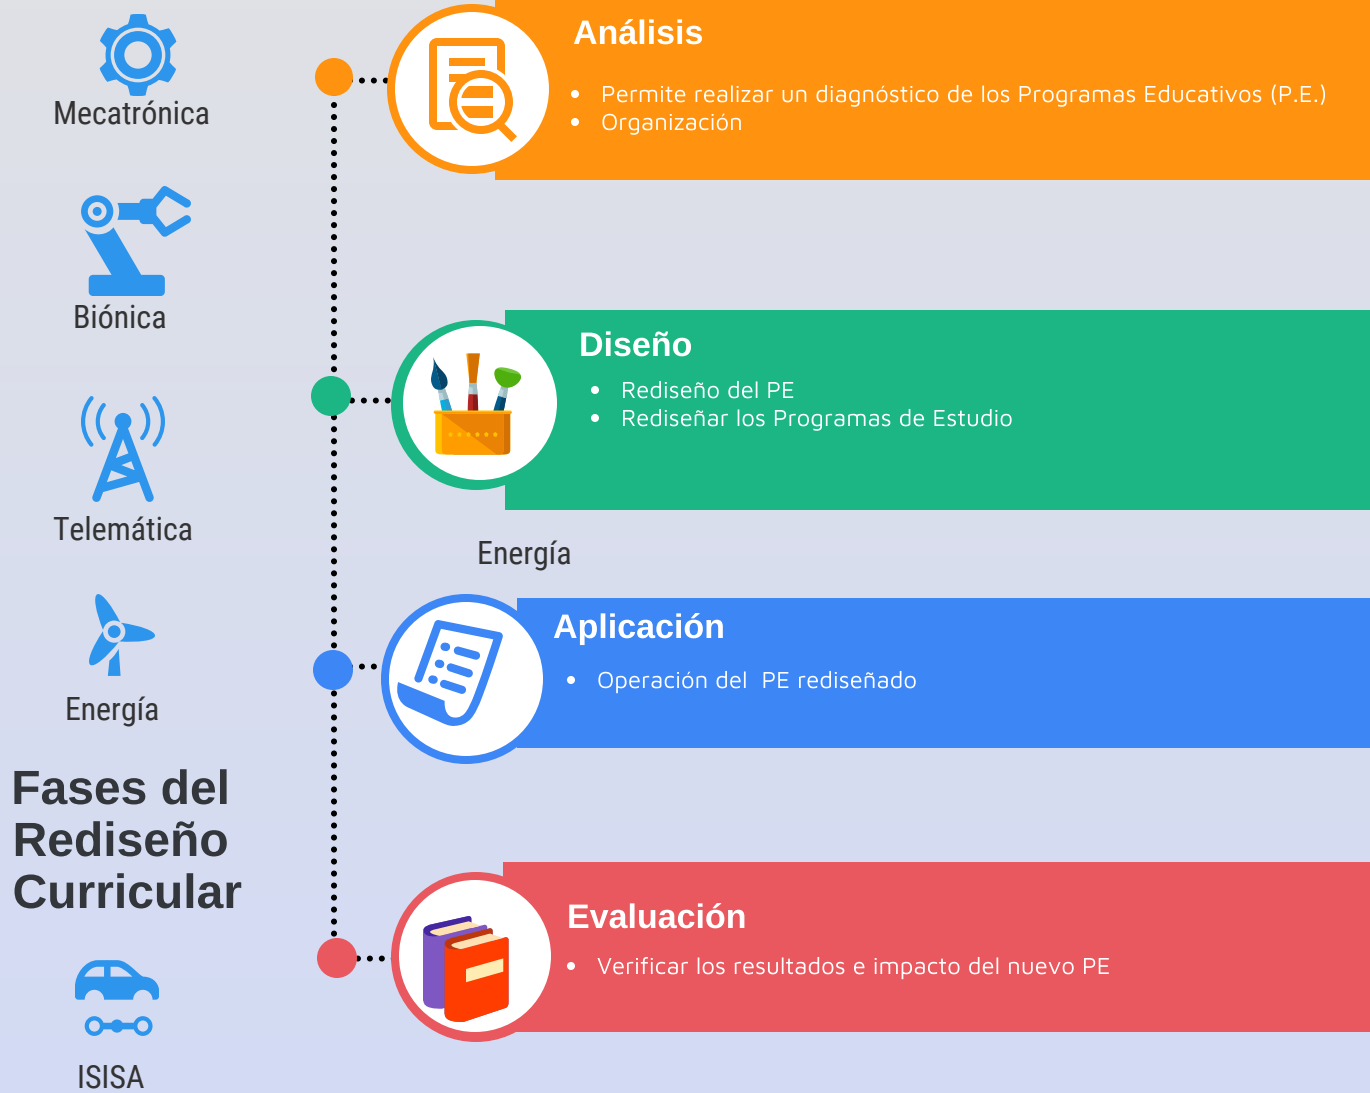 Mecatrónica
Biónica
Telemática
Energía
Fases del
Rediseño
Curricular
ISISA
Análisis
• Permite realizar un diagnóstico de los Programas Educativos (P.E.)
• Organización
Diseño
• Rediseño del PE
• Rediseñar los Programas de Estudio
Energía
Aplicación
• Operación del  PE rediseñado
Evaluación
• Verificar los resultados e impacto del nuevo PE